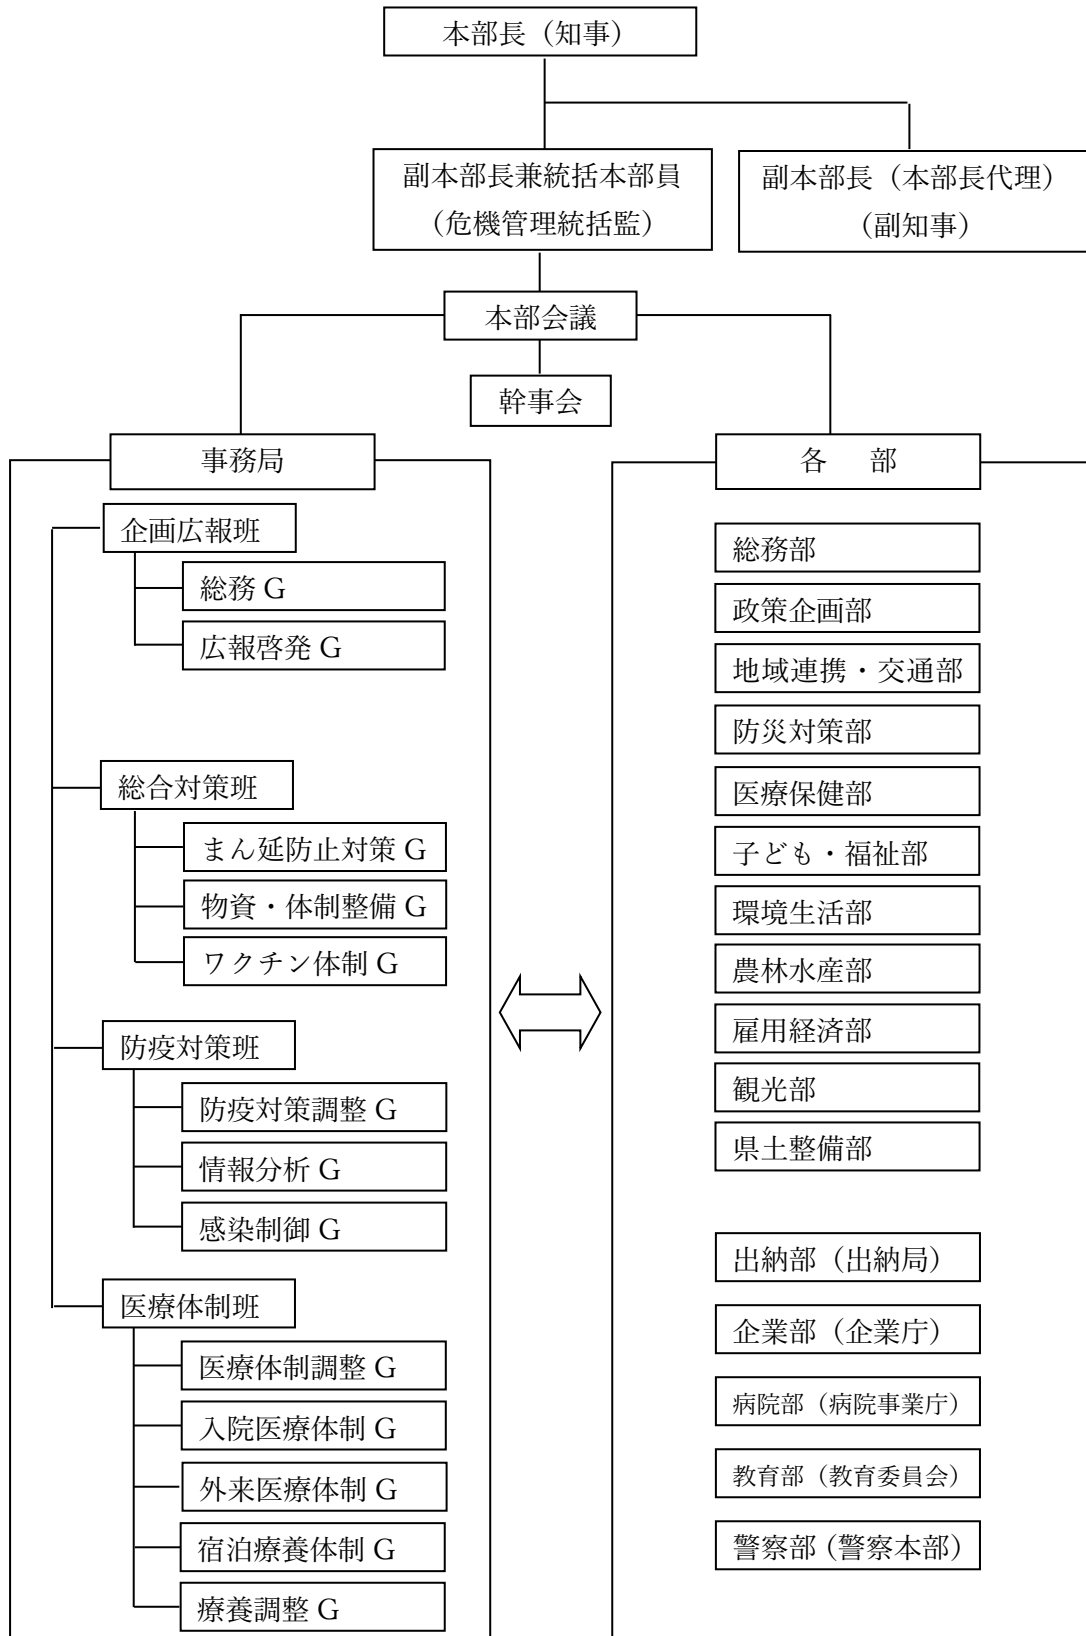 本部長（知事）
副本部長兼統括本部員
（危機管理統括監）
副本部長（本部長代理）
（副知事）
本部会議
幹事会
事務局
企画広報班
総務 G
広報啓発 G
総合対策班
まん延防止対策 G
物資・体制整備 G
ワクチン体制 G
防疫対策班
防疫対策調整 G
情報分析 G
感染制御 G
医療体制班
医療体制調整 G
入院医療体制 G
外来医療体制 G
宿泊療養体制 G
療養調整 G
各　部
総務部
政策企画部
地域連携・交通部
防災対策部
医療保健部
子ども・福祉部
環境生活部
農林水産部
雇用経済部
観光部
県土整備部
出納部（出納局）
企業部（企業庁）
病院部（病院事業庁）
教育部（教育委員会）
警察部（警察本部）